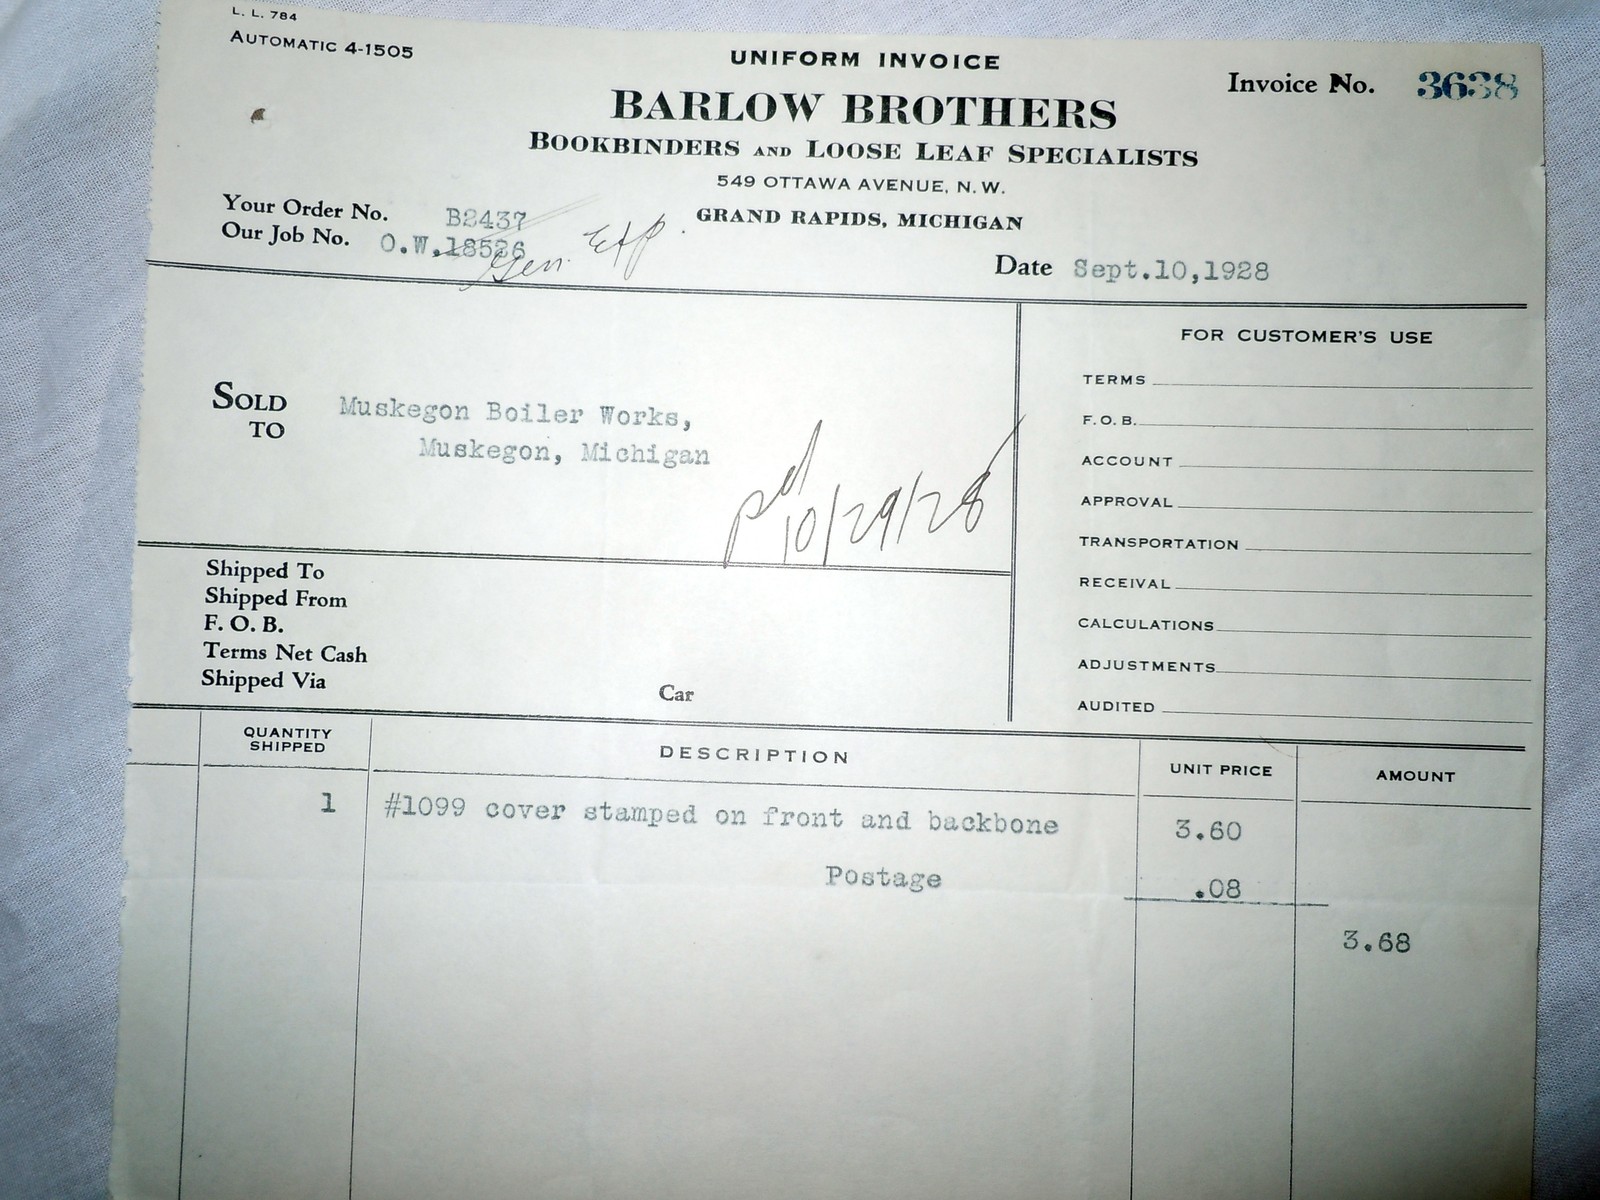 L. L. 784
AUTOMATIC 4-1505
UNIFORM INVOICE
Invoice No. 3638
BARLOW BROTHERS
BOOKBINDERS AND LOOSE LEAF SPECIALISTS
549 OTTAWA AVENUE, N. W.
GRAND RAPIDS, MICHIGAN
Your Order No. B2437
Our Job No. O.W.18526
Gen. Exp.
Date Sept.10,1928
SOLD TO
Muskegon Boiler Works,
Muskegon, Michigan
pd 10/29/28
FOR CUSTOMER'S USE
TERMS
F. O. B.
ACCOUNT
APPROVAL
TRANSPORTATION
RECEIVAL
CALCULATIONS
ADJUSTMENTS
AUDITED
Shipped To
Shipped From
F. O. B.
Terms Net Cash
Shipped Via
Car
QUANTITY SHIPPED DESCRIPTION UNIT PRICE AMOUNT
1 #1099 cover stamped on front and backbone 3.60
Postage .08
3.68